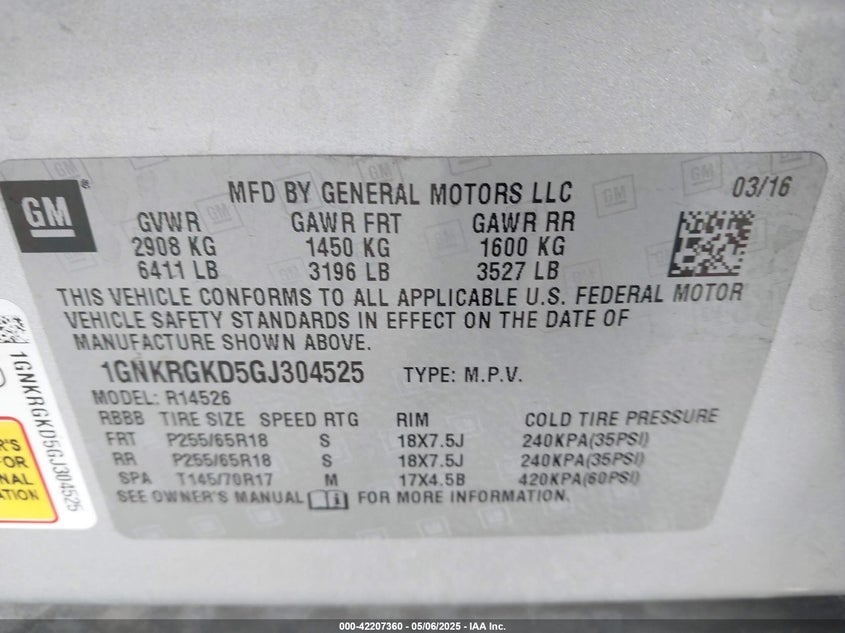 GM®
MFD BY GENERAL MOTORS LLC 03/16
GVWR GAWR FRT GAWR RR
2908 KG 1450 KG 1600 KG
6411 LB 3196 LB 3527 LB
THIS VEHICLE CONFORMS TO ALL APPLICABLE U.S. FEDERAL MOTOR
VEHICLE SAFETY STANDARDS IN EFFECT ON THE DATE OF
MANUFACTURE SHOWN ABOVE.
1GNKRGKD5GJ304525 TYPE: M.P.V.
MODEL: R14526
RBBB TIRE SIZE SPEED RTG RIM COLD TIRE PRESSURE
FRT P255/65R18 S 18X7.5J 240KPA(35PSI)
RR P255/65R18 S 18X7.5J 240KPA(35PSI)
SPA T145/70R17 M 17X4.5B 420KPA(60PSI)
SEE OWNER'S MANUAL FOR MORE INFORMATION.
1GNKRGKD5GJ304525
R'S
FOR
NAL
ATION
000-42207360 - 05/06/2025 - IAA Inc.